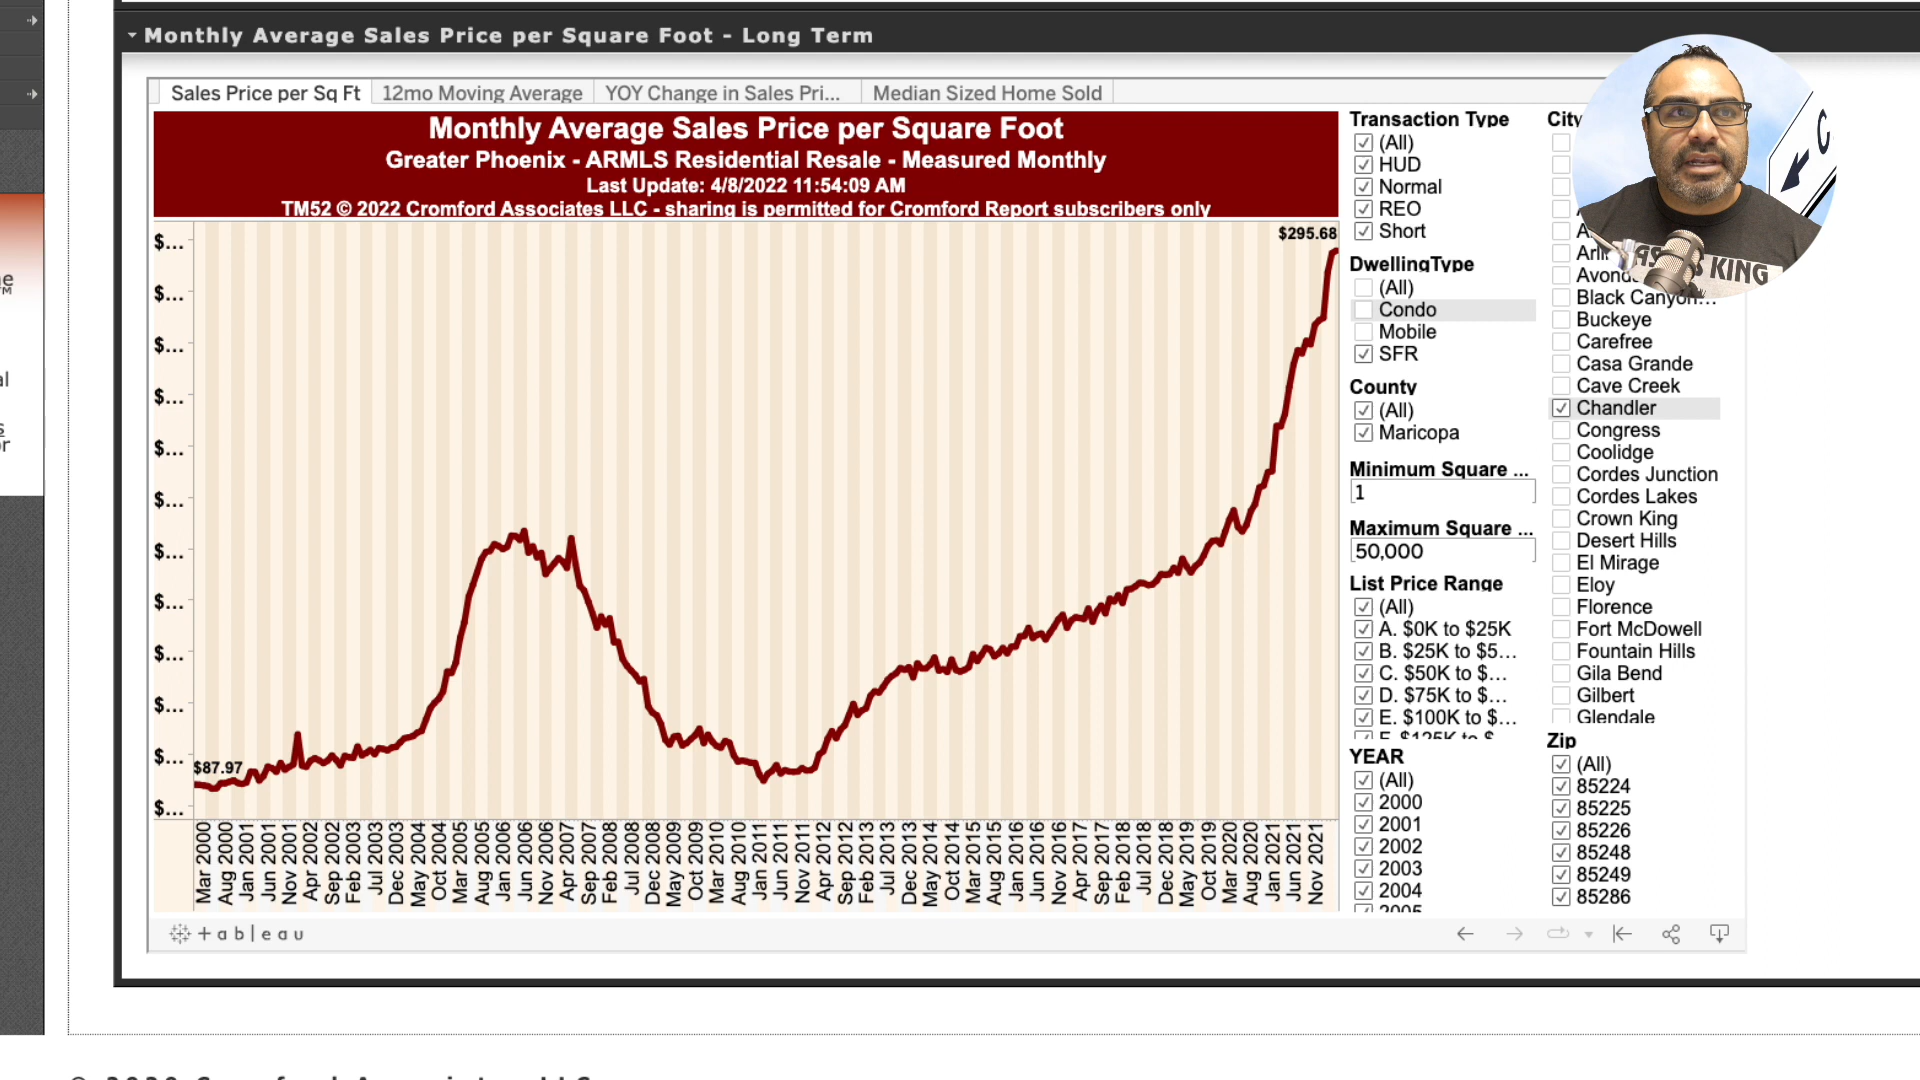 Monthly Average Sales Price per Square Foot - Long Term
Sales Price per Sq Ft
12mo Moving Average
YOY Change in Sales Pri...
Median Sized Home Sold
Monthly Average Sales Price per Square Foot
Greater Phoenix - ARMLS Residential Resale - Measured Monthly
Last Update: 4/8/2022 11:54:09 AM
TM52 © 2022 Cromford Associates LLC - sharing is permitted for Cromford Report subscribers only
$...
$...
$...
$...
$...
$...
$...
$...
$...
$...
$...
$...
$295.68
$87.97
Mar 2000
Aug 2000
Jan 2001
Jun 2001
Nov 2001
Apr 2002
Sep 2002
Feb 2003
Jul 2003
Dec 2003
May 2004
Oct 2004
Mar 2005
Aug 2005
Jan 2006
Jun 2006
Nov 2006
Apr 2007
Sep 2007
Feb 2008
Jul 2008
Dec 2008
May 2009
Oct 2009
Mar 2010
Aug 2010
Jan 2011
Jun 2011
Nov 2011
Apr 2012
Sep 2012
Feb 2013
Jul 2013
Dec 2013
May 2014
Oct 2014
Mar 2015
Aug 2015
Jan 2016
Jun 2016
Nov 2016
Apr 2017
Sep 2017
Feb 2018
Jul 2018
Dec 2018
May 2019
Oct 2019
Mar 2020
Aug 2020
Jan 2021
Jun 2021
Nov 2021
Transaction Type
(All)
HUD
Normal
REO
Short
DwellingType
(All)
Condo
Mobile
SFR
County
(All)
Maricopa
Minimum Square ...
1
Maximum Square ...
50,000
List Price Range
(All)
A. $0K to $25K
B. $25K to $5...
C. $50K to $...
D. $75K to $...
E. $100K to $...
F. $125K to $
YEAR
(All)
2000
2001
2002
2003
2004
2005
City
Black Canyon...
Buckeye
Carefree
Casa Grande
Cave Creek
Chandler
Congress
Coolidge
Cordes Junction
Cordes Lakes
Crown King
Desert Hills
El Mirage
Eloy
Florence
Fort McDowell
Fountain Hills
Gila Bend
Gilbert
Glendale
Zip
(All)
85224
85225
85226
85248
85249
85286
KING
C
tableau